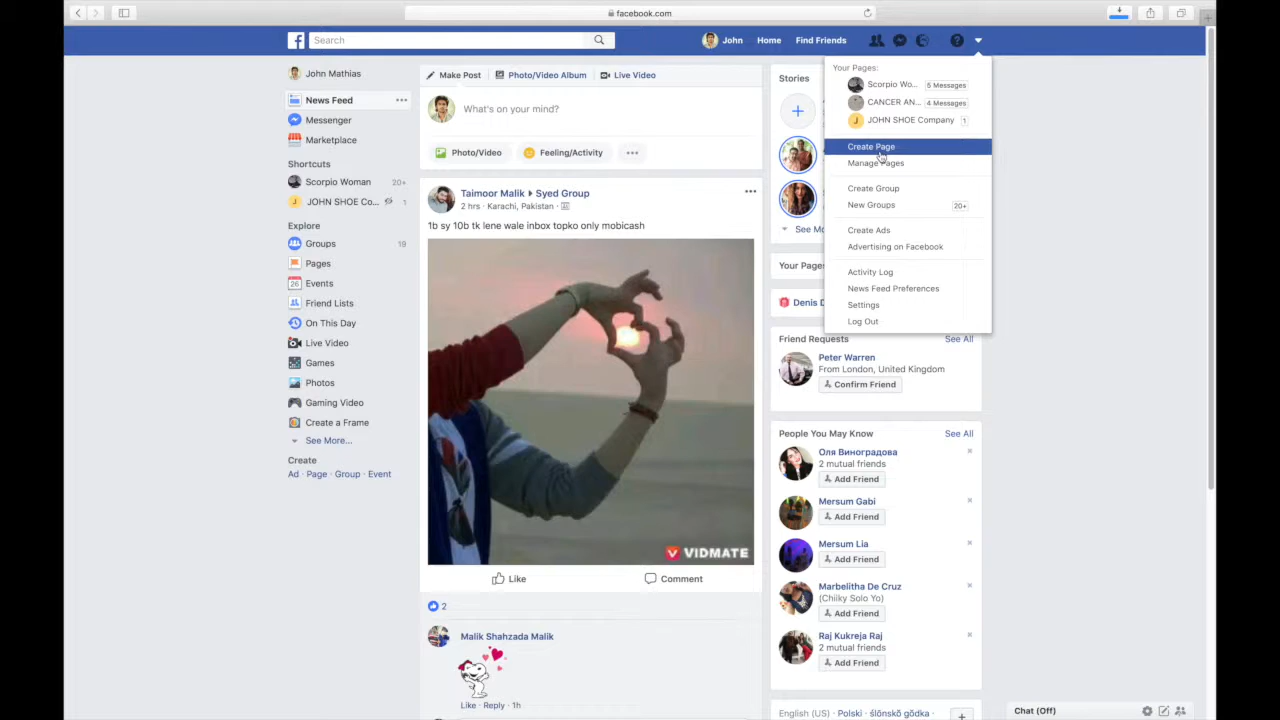 facebook.com
Search
John
Home
Find Friends
John Mathias
News Feed
Messenger
Marketplace
Shortcuts
Scorpio Woman 20+
JOHN SHOE Co... 1
Explore
Groups 19
Pages
Events
Friend Lists
On This Day
Live Video
Games
Photos
Gaming Video
Create a Frame
See More...
Create
Ad · Page · Group · Event
Make Post
Photo/Video Album
Live Video
What's on your mind?
Photo/Video
Feeling/Activity
Taimoor Malik ▸ Syed Group
2 hrs · Karachi, Pakistan ·
1b sy 10b tk lene wale inbox topko only mobicash
VIDMATE
Like
Comment
2
Malik Shahzada Malik
Like · Reply · 1h
Stories
See Mo
Your Pages
Denis D
Your Pages:
Scorpio Wo... 5 Messages
CANCER AN... 4 Messages
JOHN SHOE Company 1
Create Page
Manage Pages
Create Group
New Groups 20+
Create Ads
Advertising on Facebook
Activity Log
News Feed Preferences
Settings
Log Out
Friend Requests
See All
Peter Warren
From London, United Kingdom
Confirm Friend
People You May Know
See All
Оля Виноградова
2 mutual friends
Add Friend
Mersum Gabi
Add Friend
Mersum Lia
Add Friend
Marbelitha De Cruz
(Chiiky Solo Yo)
Add Friend
Raj Kukreja Raj
2 mutual friends
Add Friend
English (US) · Polski · ślōnskŏ gŏdka ·
Chat (Off)